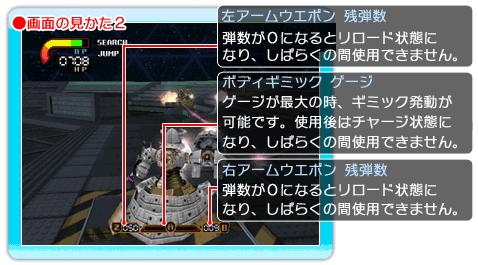 ●画面の見かた2
SEARCH
BP
JUMP
0708
HP
左アームウエポン 残弾数
弾数が0になるとリロード状態に
なり、しばらくの間使用できません。
ボディギミック ゲージ
ゲージが最大の時、ギミック発動が
可能です。使用後はチャージ状態に
なり、しばらくの間使用できません。
右アームウエポン 残弾数
弾数が0になるとリロード状態に
なり、しばらくの間使用できません。
Z 050 A 009 B